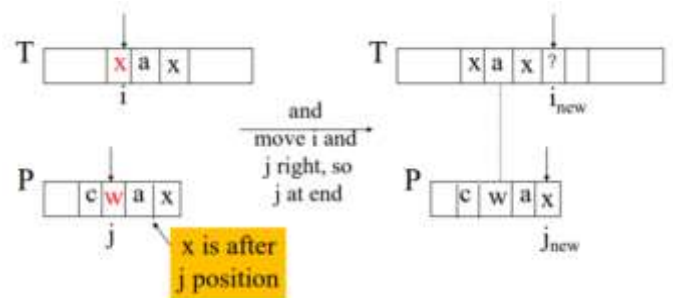 T
x a x
i
P
c w a x
j
and
move i and
j right, so
j at end
x is after
j position
T
x a x ?
i new
P
c w a x
j new